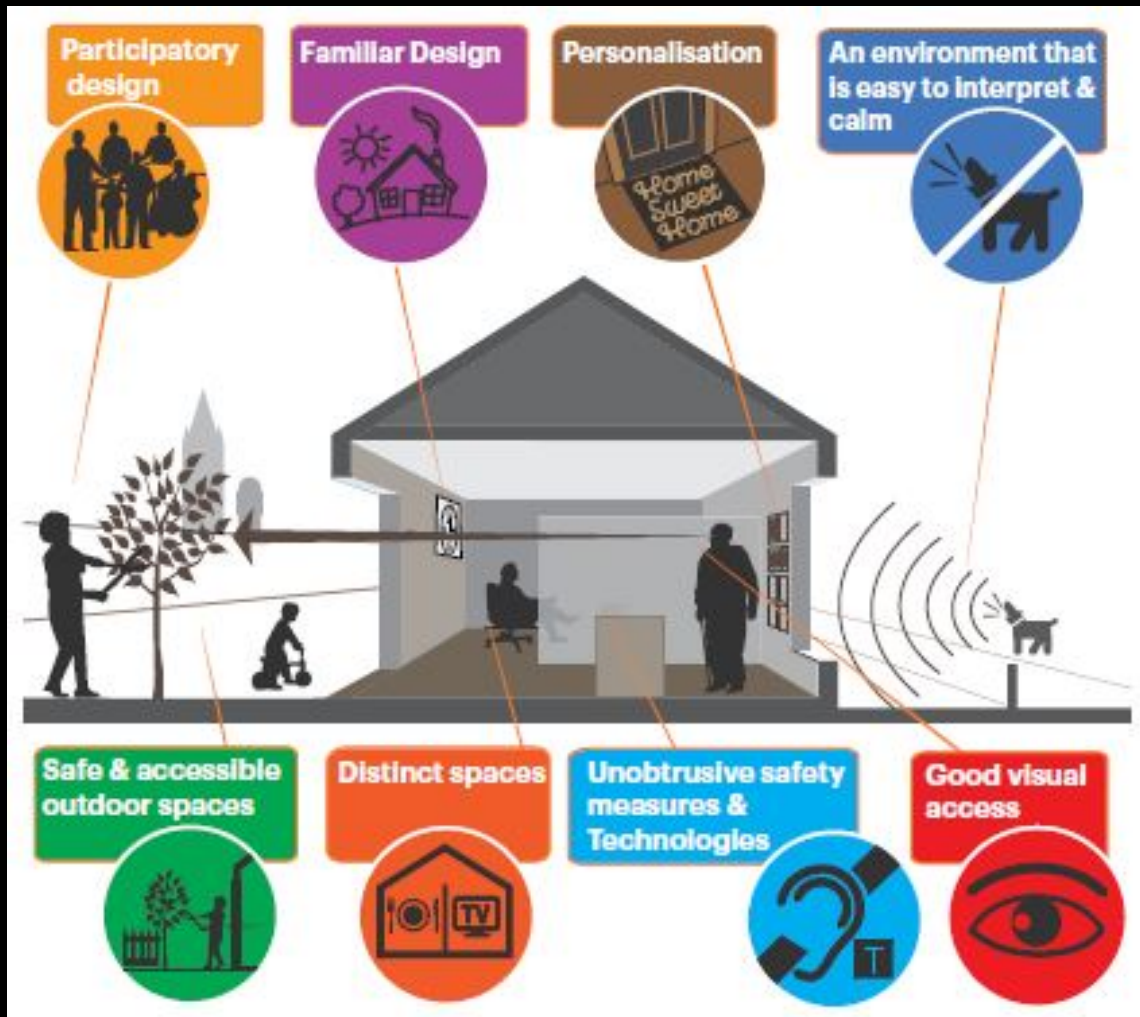 Participatory
design
Familiar Design
Personalisation
Home
Sweet
Home
An environment that
is easy to interpret &
calm
Safe & accessible
outdoor spaces
Distinct spaces
TV
Unobtrusive safety
measures &
Technologies
T
Good visual
access